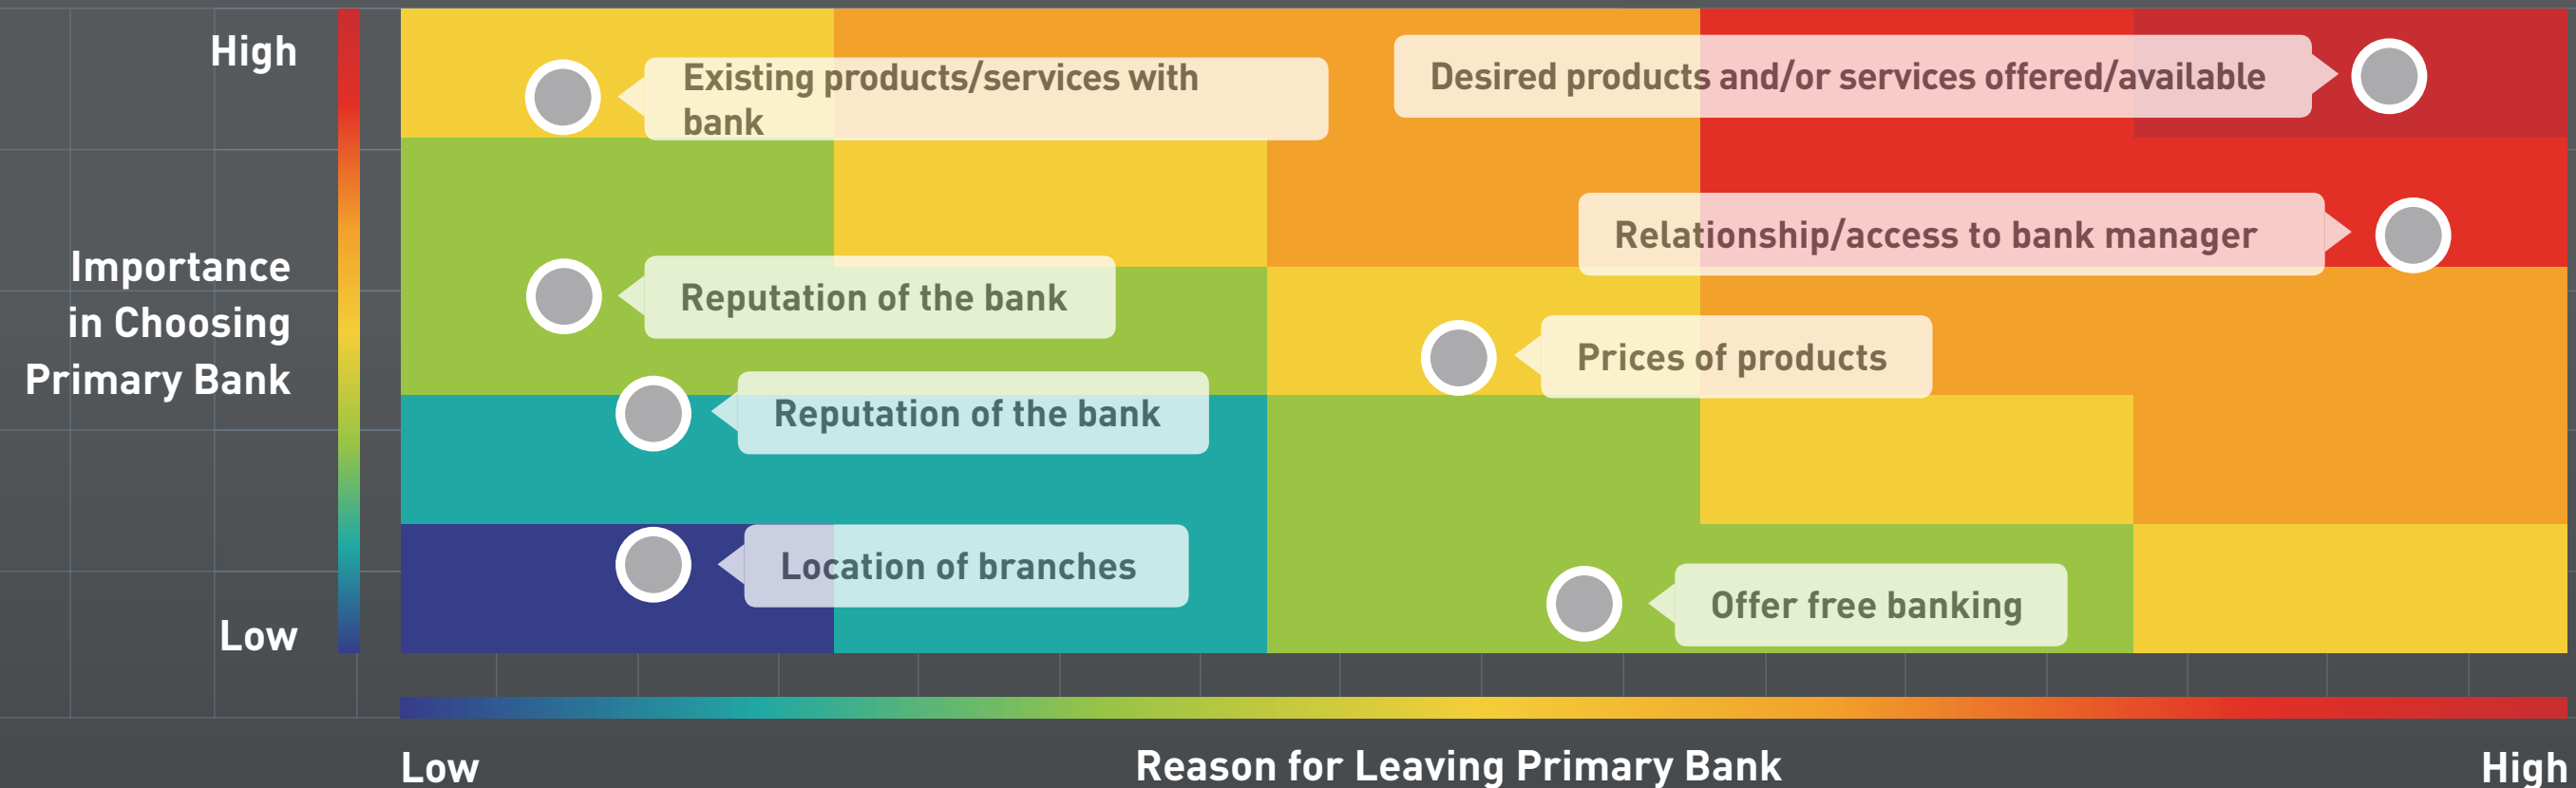 High
Existing products/services with
bank
Desired products and/or services offered/available
Relationship/access to bank manager
Importance
in Choosing
Primary Bank
Reputation of the bank
Prices of products
Reputation of the bank
Location of branches
Offer free banking
Low
Low
Reason for Leaving Primary Bank
High